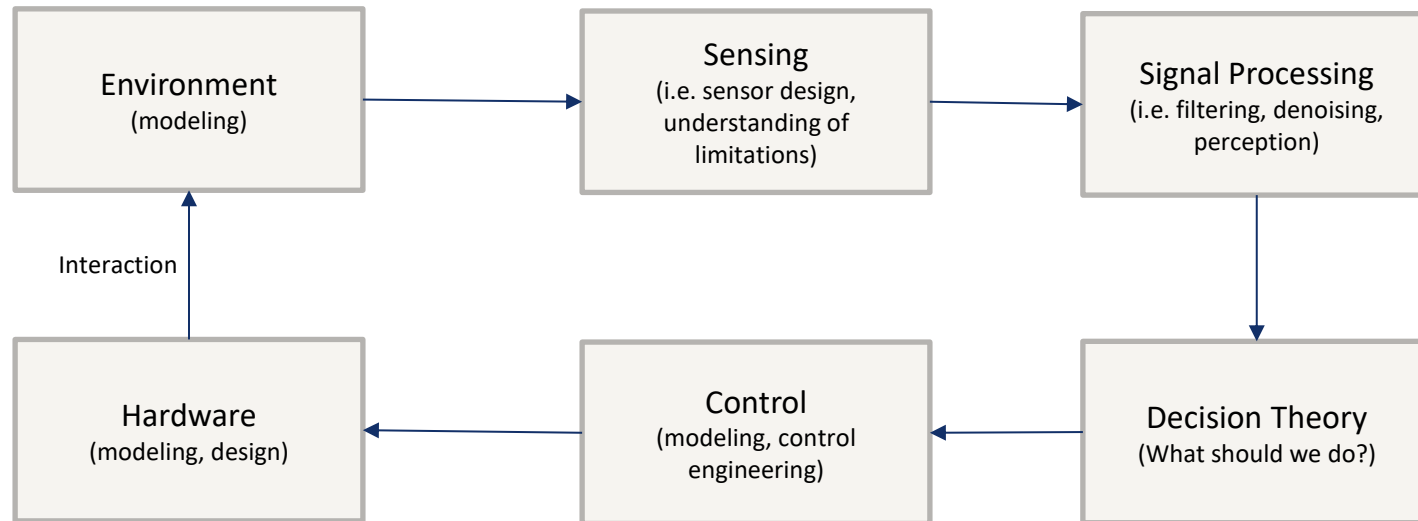 Environment
(modeling)
Sensing
(i.e. sensor design,
understanding of
limitations)
Signal Processing
(i.e. filtering, denoising,
perception)
Interaction
Hardware
(modeling, design)
Control
(modeling, control
engineering)
Decision Theory
(What should we do?)